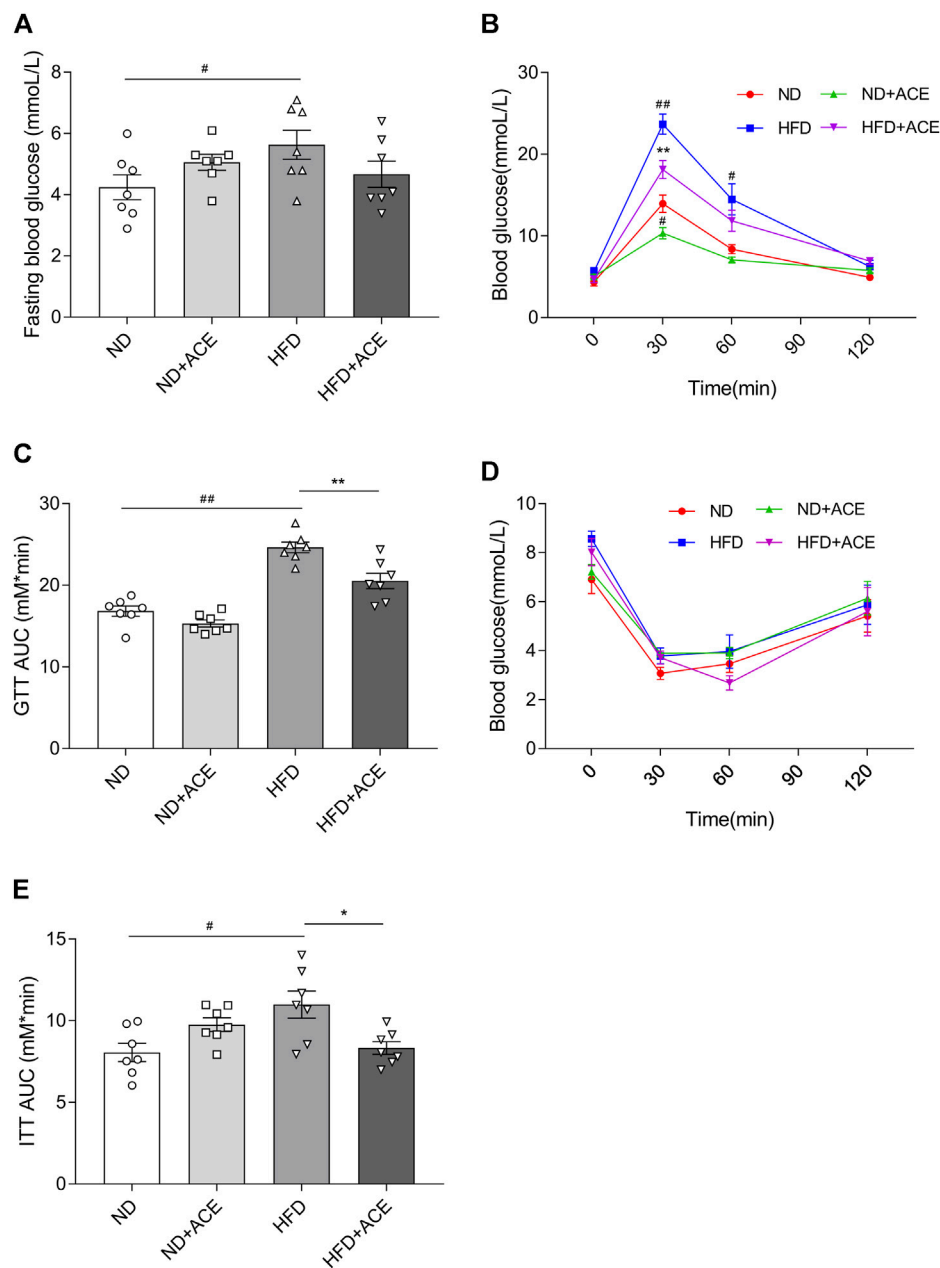 A
Fasting blood glucose (mmoL/L)
8
6
4
2
0
#
ND
ND+ACE
HFD
HFD+ACE
B
Blood glucose(mmoL/L)
30
20
10
0
ND
ND+ACE
HFD
HFD+ACE
##
**
#
#
0
30
60
90
120
Time(min)
C
GTT AUC (mM*min)
30
20
10
0
##
**
ND
ND+ACE
HFD
HFD+ACE
D
Blood glucose(mmoL/L)
10
8
6
4
2
0
ND
ND+ACE
HFD
HFD+ACE
0
30
60
90
120
Time(min)
E
ITT AUC (mM*min)
15
10
5
0
#
*
ND
ND+ACE
HFD
HFD+ACE